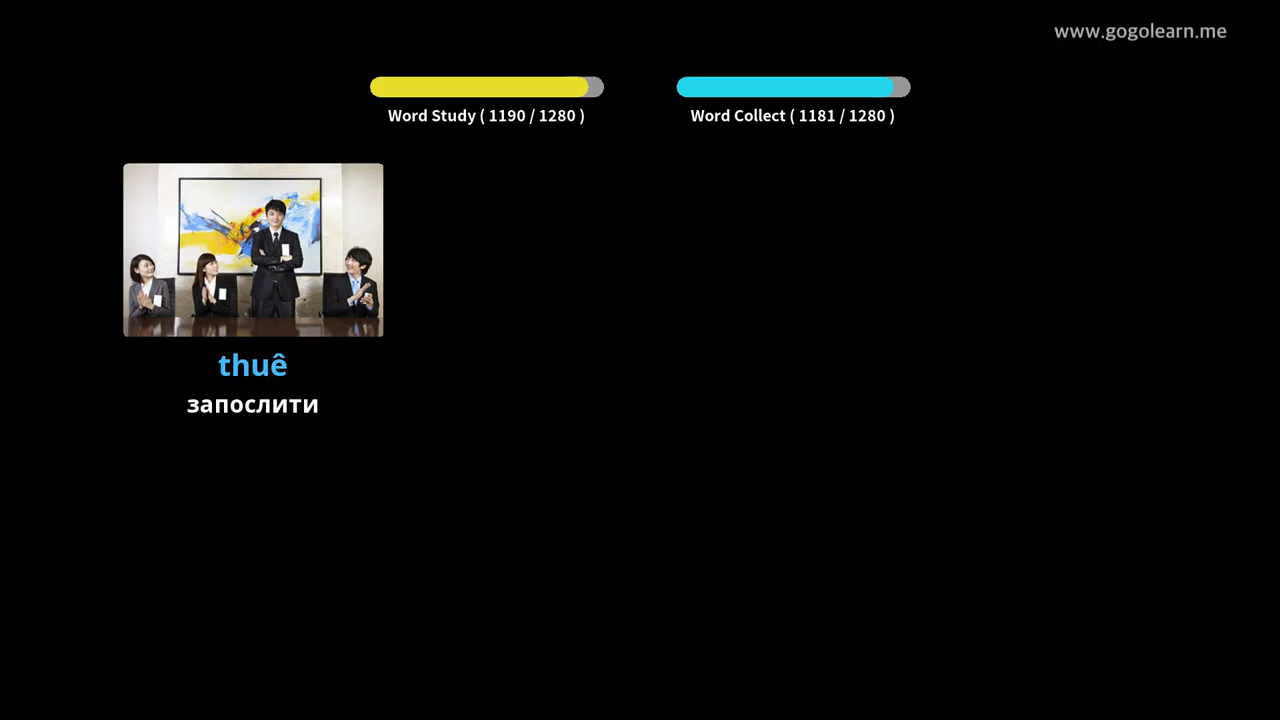 www.gogolearn.me
Word Study ( 1190 / 1280 )
Word Collect ( 1181 / 1280 )
thuê
запослити